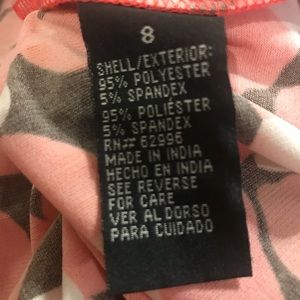 8
SHELL/EXTERIOR:
95% POLYESTER
5% SPANDEX
95% POLIÉSTER
5% SPANDEX
RN# 62996
MADE IN INDIA
HECHO EN INDIA
SEE REVERSE
FOR CARE
VER AL DORSO
PARA CUIDADO